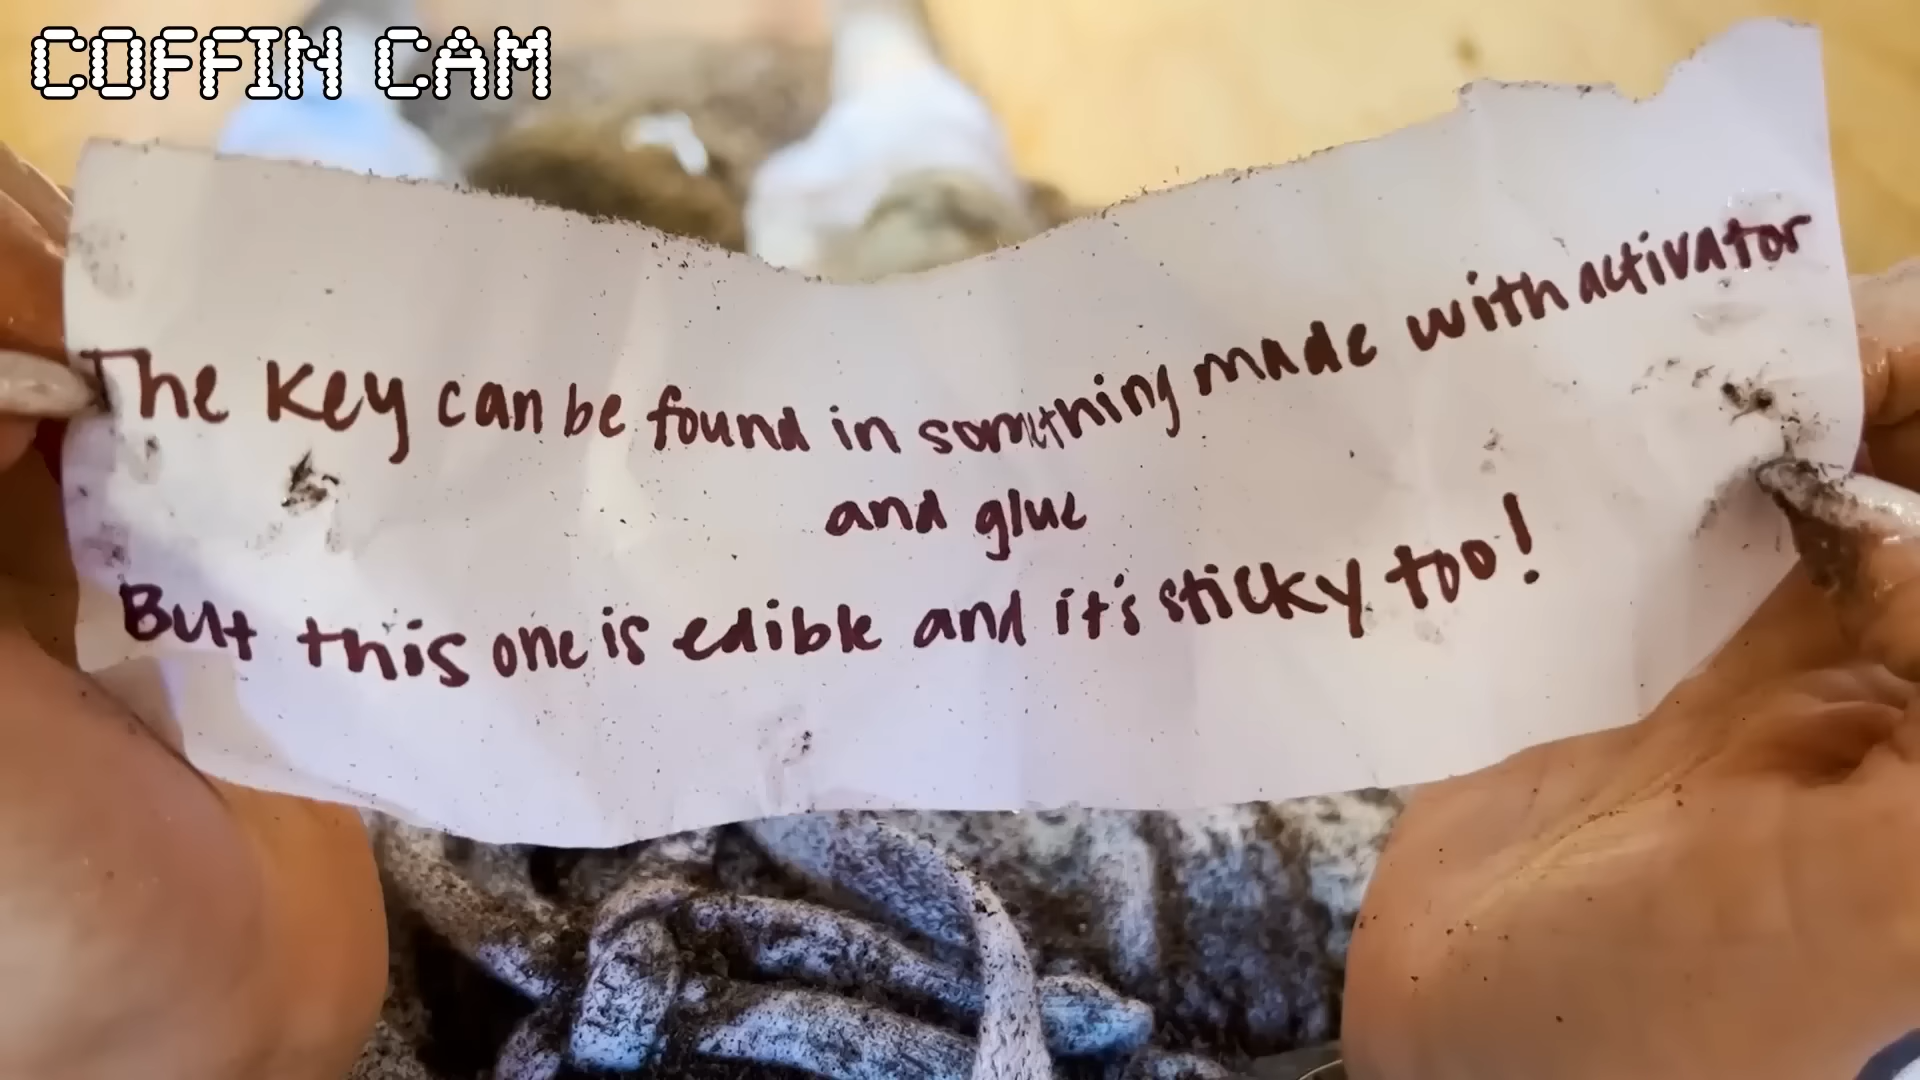 COFFIN CAM
The key can be found in something made with activator
and glue
But this one is edible and it's sticky too!